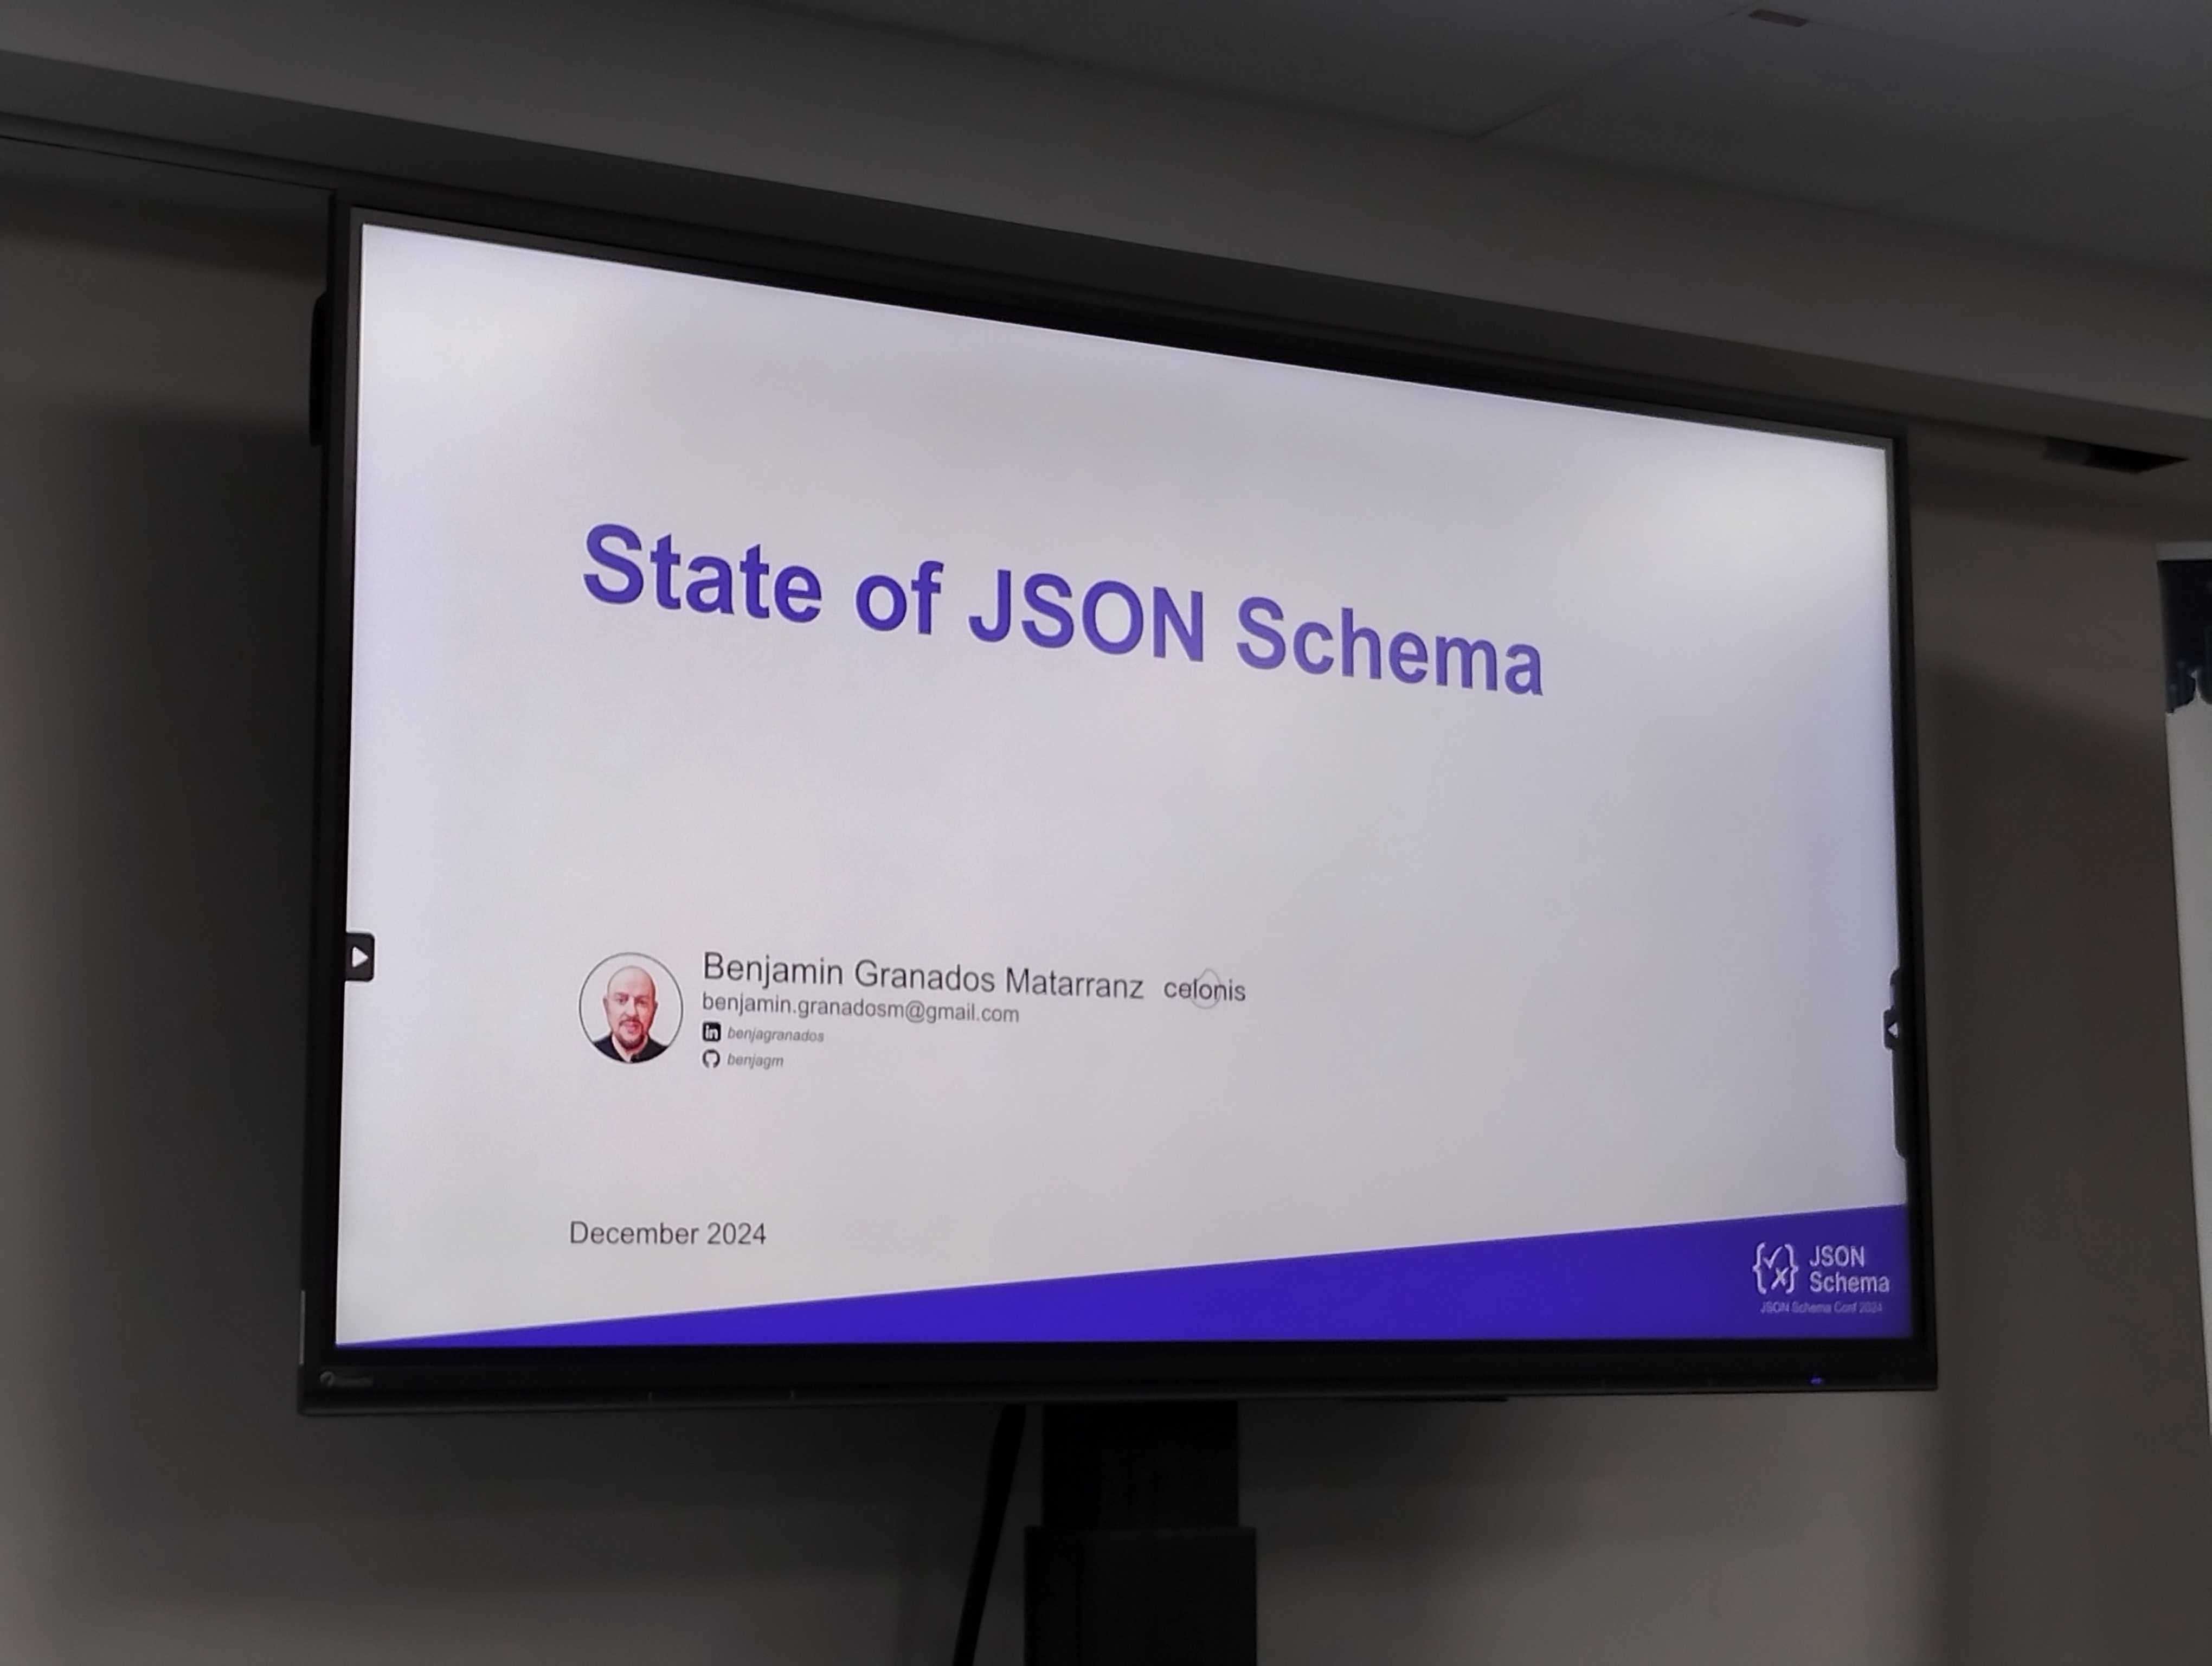 State of JSON Schema
Benjamin Granados Matarranz celonis
benjamin.granadosm@gmail.com
in benjagranados
benjagm
December 2024
JSON
Schema
JSON Schema Conf 2024